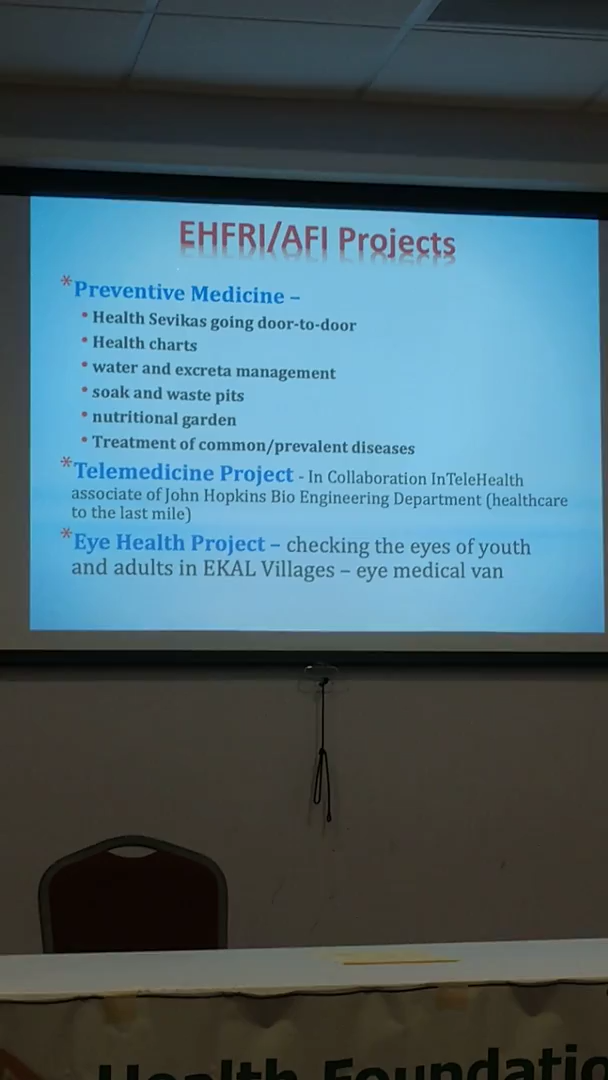 EHFRI/AFI Projects
*Preventive Medicine –
• Health Sevikas going door-to-door
• Health charts
• water and excreta management
• soak and waste pits
• nutritional garden
• Treatment of common/prevalent diseases
*Telemedicine Project - In Collaboration InTeleHealth
associate of John Hopkins Bio Engineering Department (healthcare
to the last mile)
*Eye Health Project – checking the eyes of youth
and adults in EKAL Villages – eye medical van
Health Foundatio